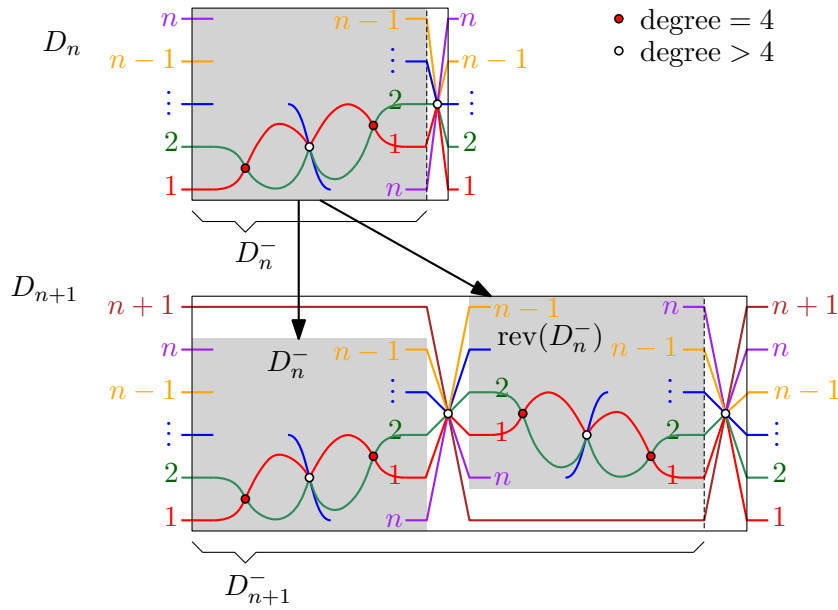 n n − 1 n degree = 4
D_n n − 1 ⋮ n − 1 degree > 4
⋮ 2 ⋮
2 1 2
1 n 1
D_n^-
D_{n+1} n + 1 n − 1 n n + 1
n D_n^- n − 1 rev(D_n^-) n − 1 n
n − 1 ⋮ 2 ⋮ n−1
⋮ 2 1 2 ⋮
2 1 n 1 2
1 n 1
D_{n+1}^-